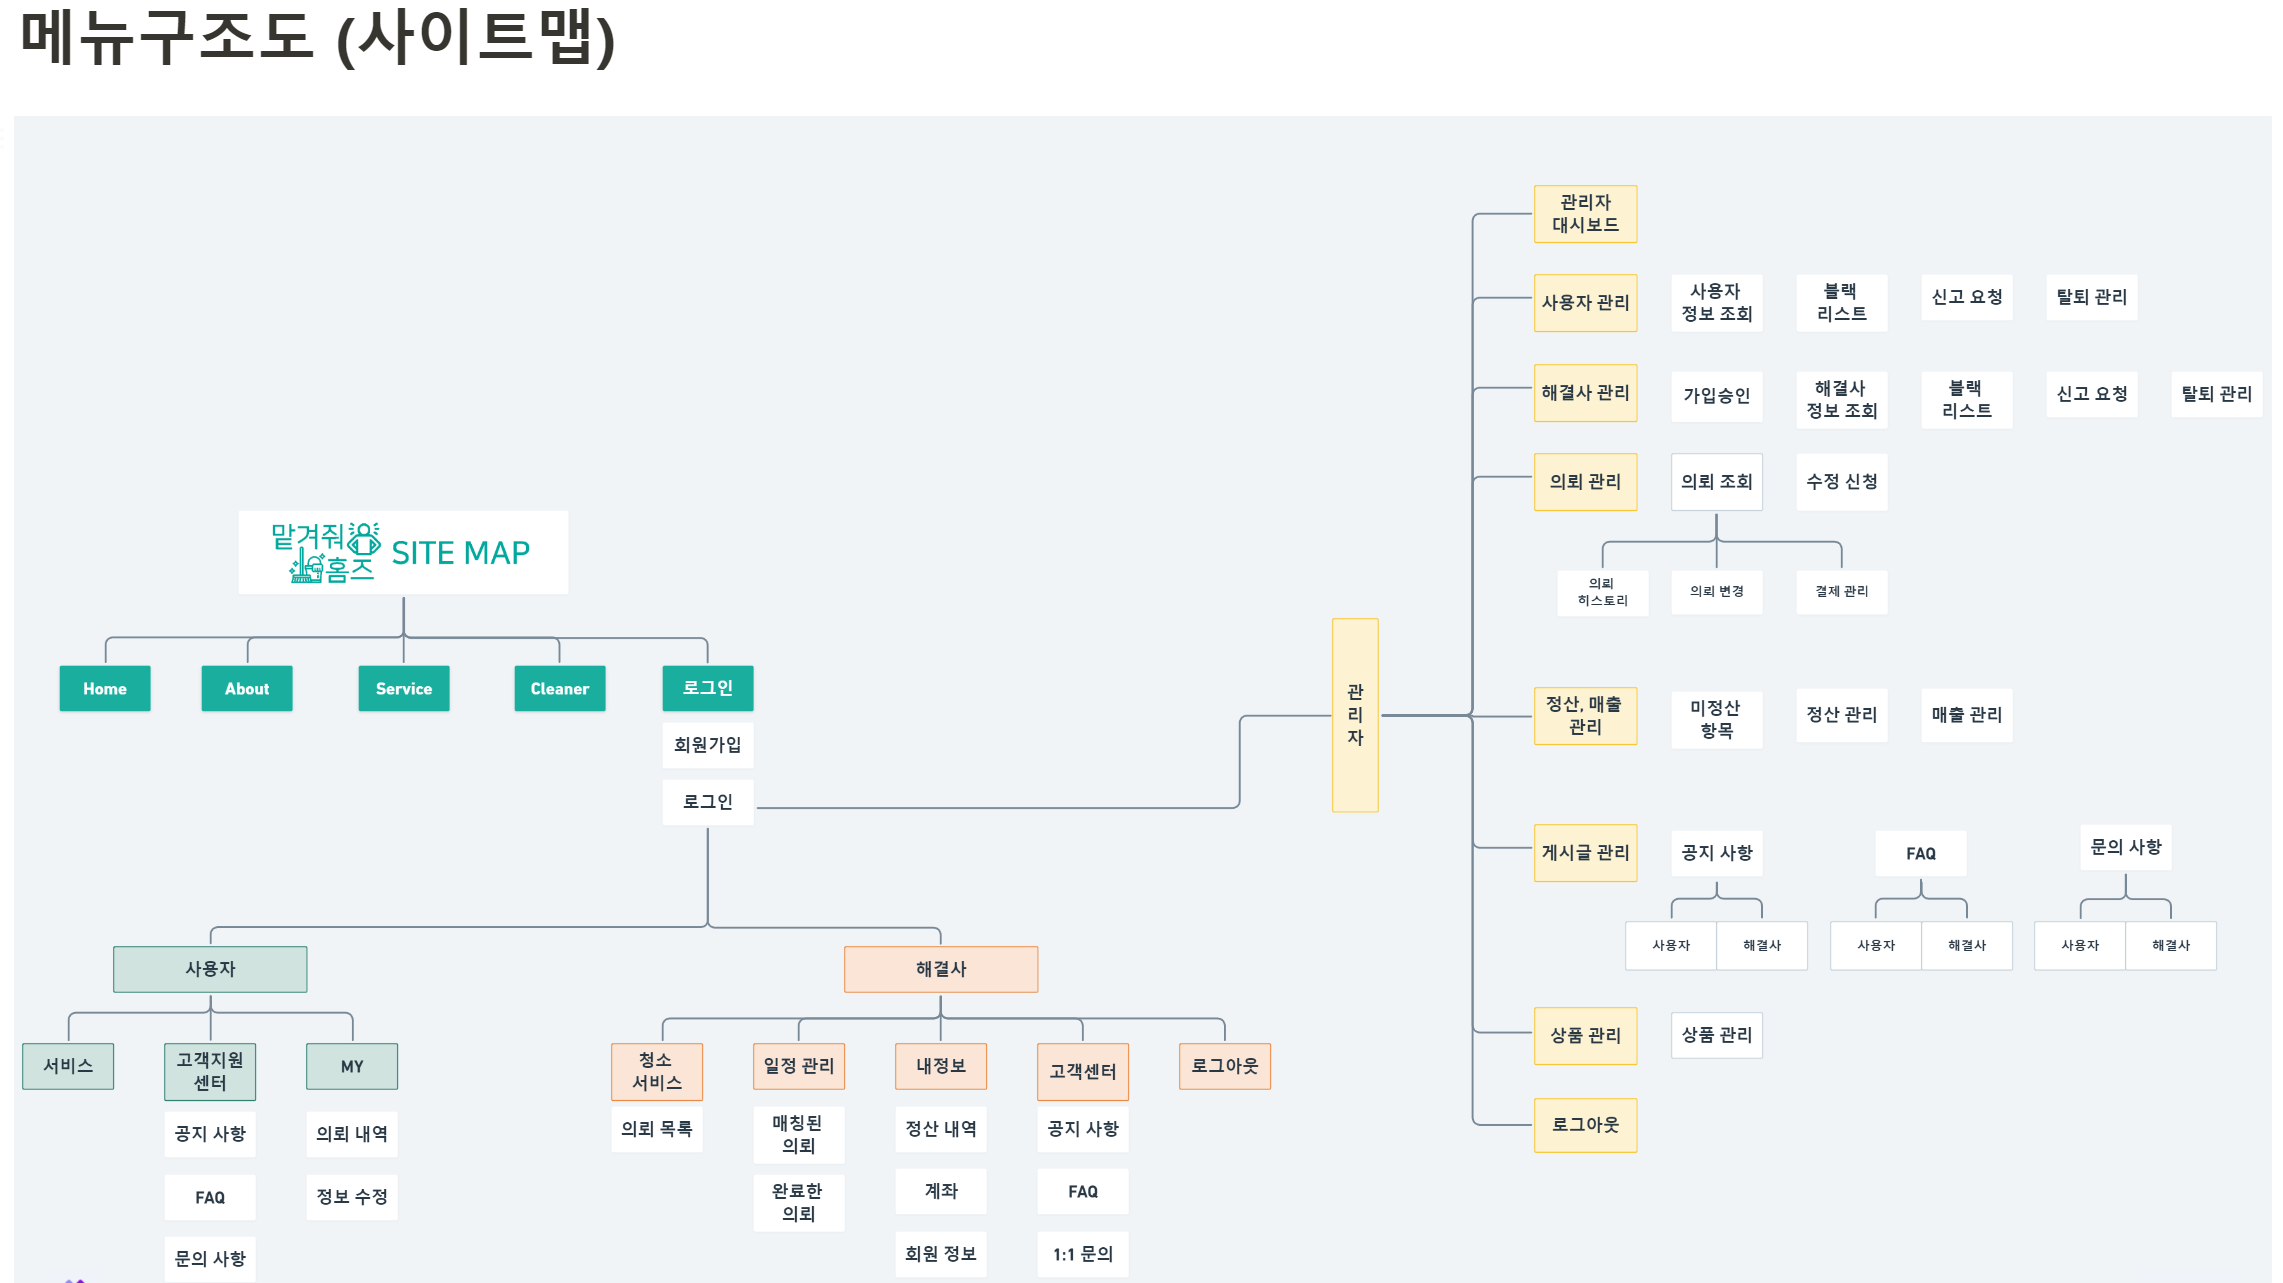 메뉴구조도 (사이트맵)
맡겨줘
홈즈
SITE MAP
Home
About
Service
Cleaner
로그인
회원가입
로그인
사용자
서비스
고객지원
센터
공지 사항
FAQ
문의 사항
MY
의뢰 내역
정보 수정
해결사
청소
서비스
의뢰 목록
일정 관리
매칭된
의뢰
완료한
의뢰
내정보
정산 내역
계좌
회원 정보
고객센터
공지 사항
FAQ
1:1 문의
로그아웃
관
리
자
관리자
대시보드
사용자 관리
사용자
정보 조회
블랙
리스트
신고 요청
탈퇴 관리
해결사 관리
가입승인
해결사
정보 조회
블랙
리스트
신고 요청
탈퇴 관리
의뢰 관리
의뢰 조회
수정 신청
의뢰
히스토리
의뢰 변경
결제 관리
정산, 매출
관리
미정산
항목
정산 관리
매출 관리
게시글 관리
공지 사항
사용자
해결사
FAQ
사용자
해결사
문의 사항
사용자
해결사
상품 관리
상품 관리
로그아웃